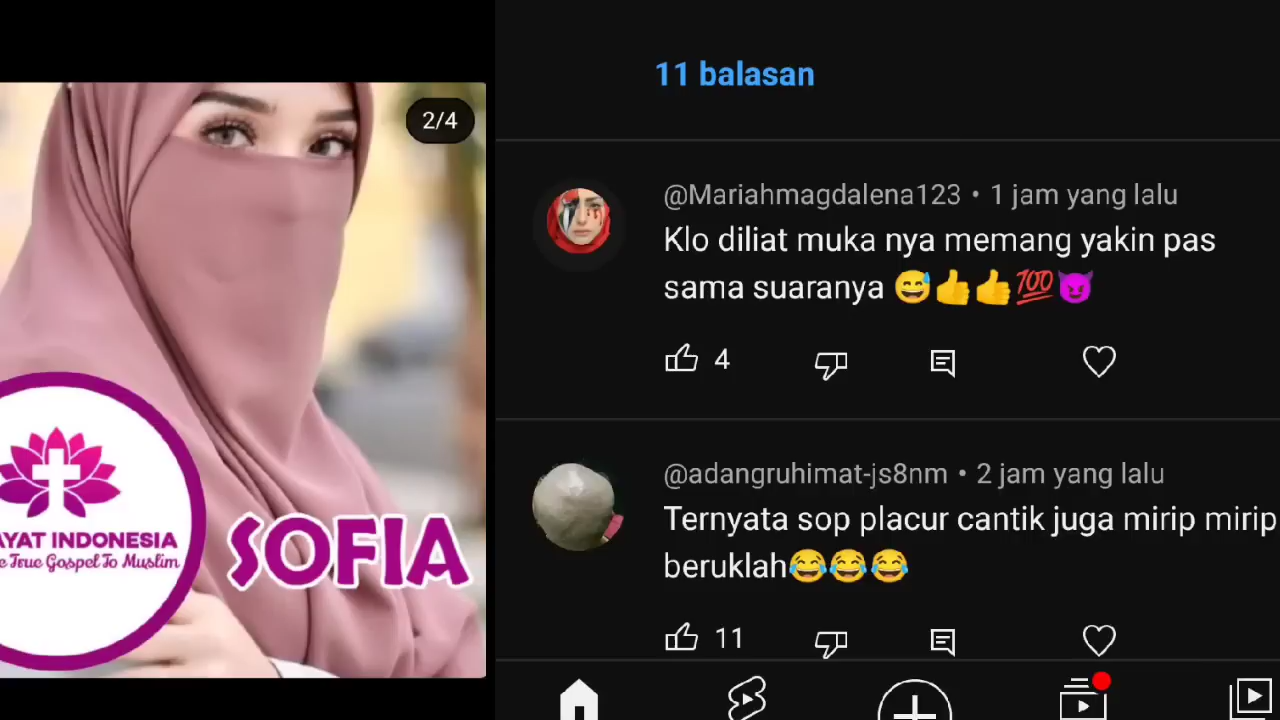 2/4
AYAT INDONESIA
e True Gospel To Muslim
SOFIA
11 balasan
@Mariahmagdalena123 • 1 jam yang lalu
Klo diliat muka nya memang yakin pas
sama suaranya 😅👍👍💯😈
4
@adangruhimat-js8nm • 2 jam yang lalu
Ternyata sop placur cantik juga mirip mirip
beruklah😂😂😂
11